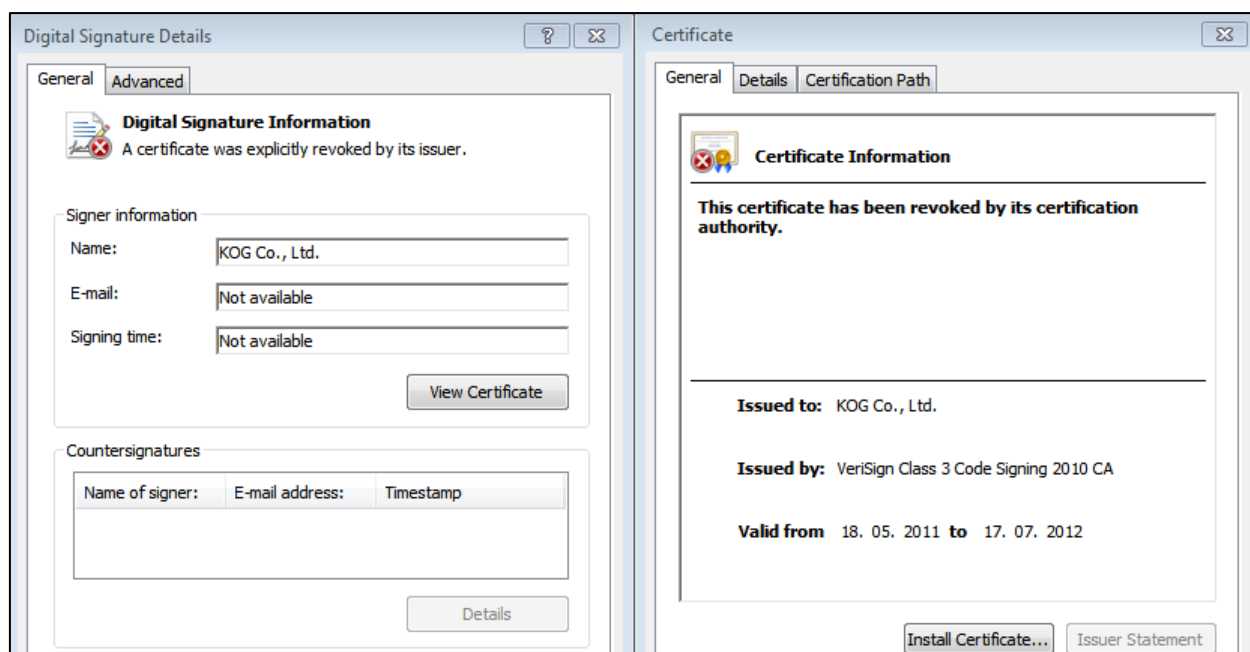 Digital Signature Details
General Advanced
Digital Signature Information
A certificate was explicitly revoked by its issuer.
Signer information
Name: KOG Co., Ltd.
E-mail: Not available
Signing time: Not available
View Certificate
Countersignatures
Name of signer: E-mail address: Timestamp
Details
Certificate
General Details Certification Path
Certificate Information
This certificate has been revoked by its certification
authority.
Issued to: KOG Co., Ltd.
Issued by: VeriSign Class 3 Code Signing 2010 CA
Valid from 18. 05. 2011 to 17. 07. 2012
Install Certificate... Issuer Statement